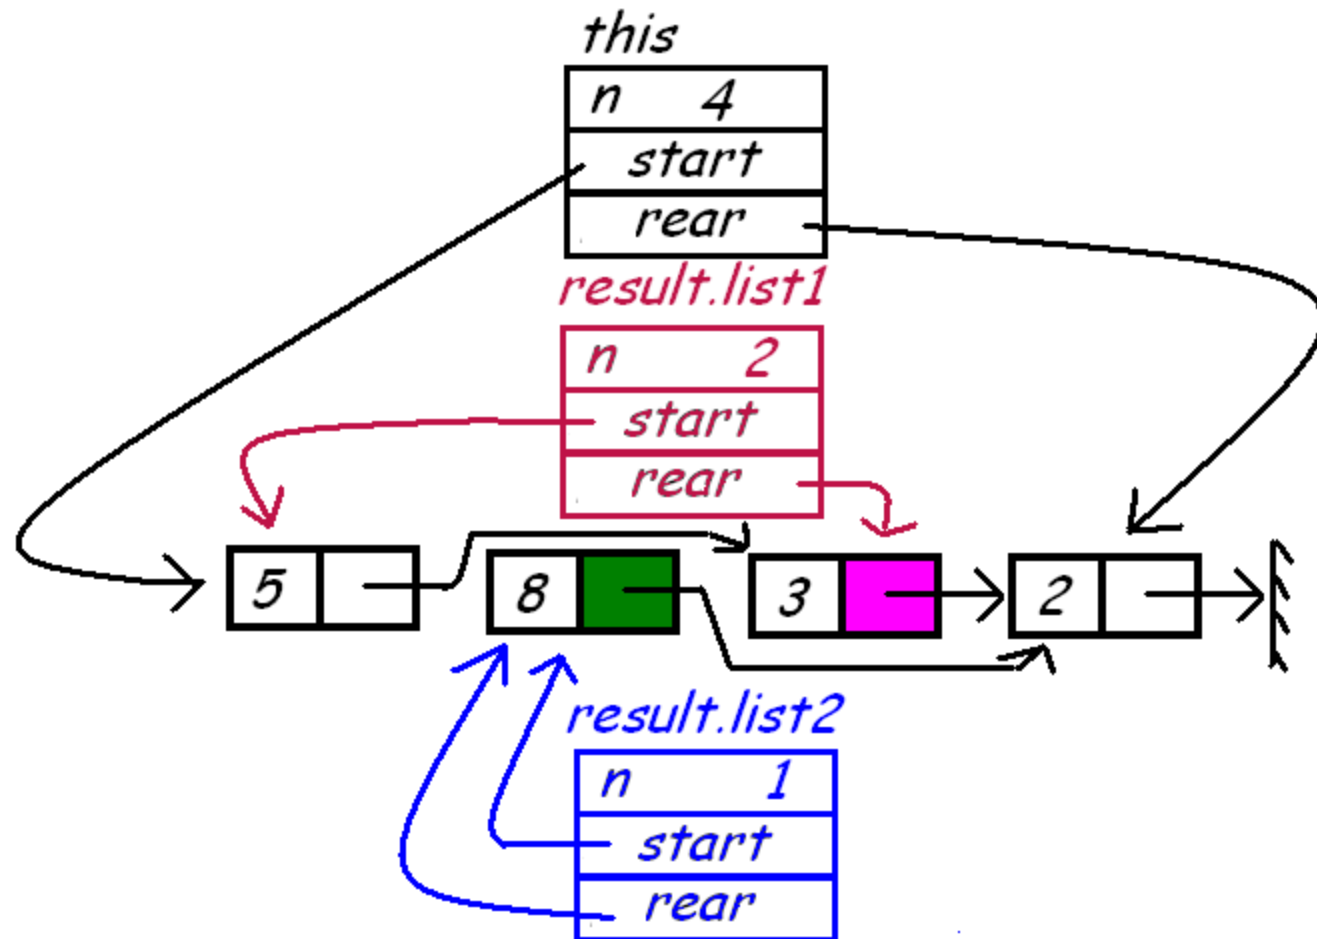 this
n 4
start
rear
result.list1
n 2
start
rear
5 8 3 2
result.list2
n 1
start
rear